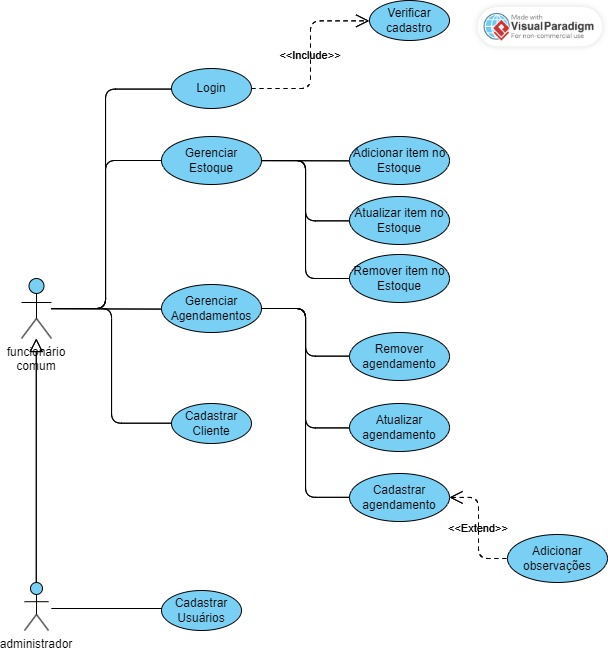 Verificar
cadastro
Made with
Visual Paradigm
For non-commercial use
<<Include>>
Login
Gerenciar
Estoque
Adicionar item no
Estoque
Atualizar item no
Estoque
Remover item no
Estoque
Gerenciar
Agendamentos
funcionário
comum
Remover
agendamento
Cadastrar
Cliente
Atualizar
agendamento
Cadastrar
agendamento
<<Extend>>
Adicionar
observações
Cadastrar
Usuários
administrador